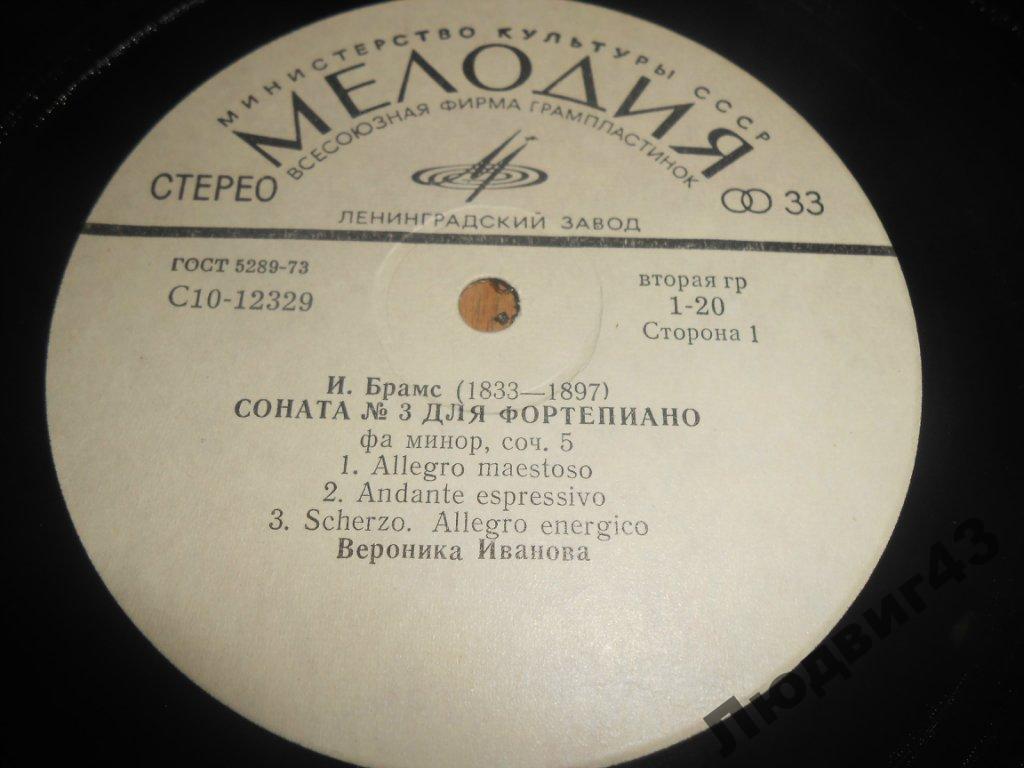 МИНИСТЕРСТВО КУЛЬТУРЫ СССР
МЕЛОДИЯ
ВСЕСОЮЗНАЯ ФИРМА ГРАМПЛАСТИНОК
СТЕРЕО
33
ЛЕНИНГРАДСКИЙ ЗАВОД
ГОСТ 5289-73
С10-12329
вторая гр
1-20
Сторона 1
И. Брамс (1833—1897)
СОНАТА № 3 ДЛЯ ФОРТЕПИАНО
фа минор, соч. 5
1. Allegro maestoso
2. Andante espressivo
3. Scherzo. Allegro energico
Вероника Иванова
Людвиг43